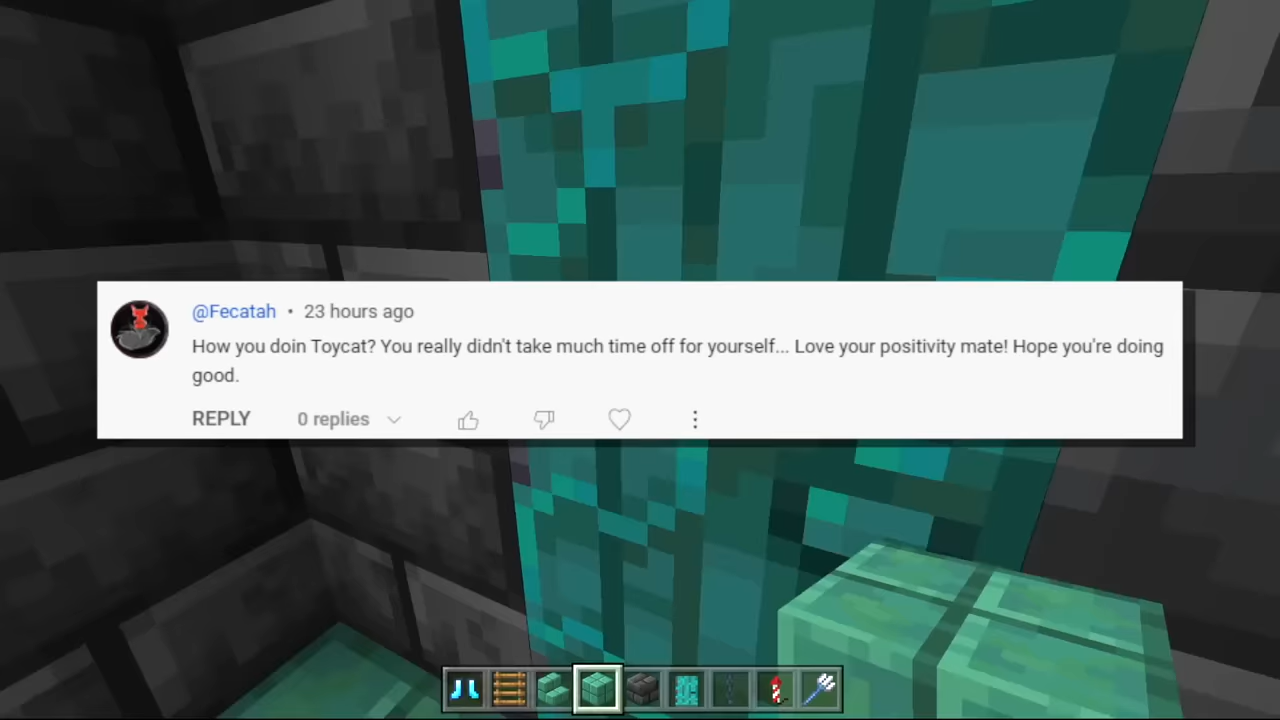 @Fecatah • 23 hours ago
How you doin Toycat? You really didn't take much time off for yourself... Love your positivity mate! Hope you're doing
good.
REPLY 0 replies